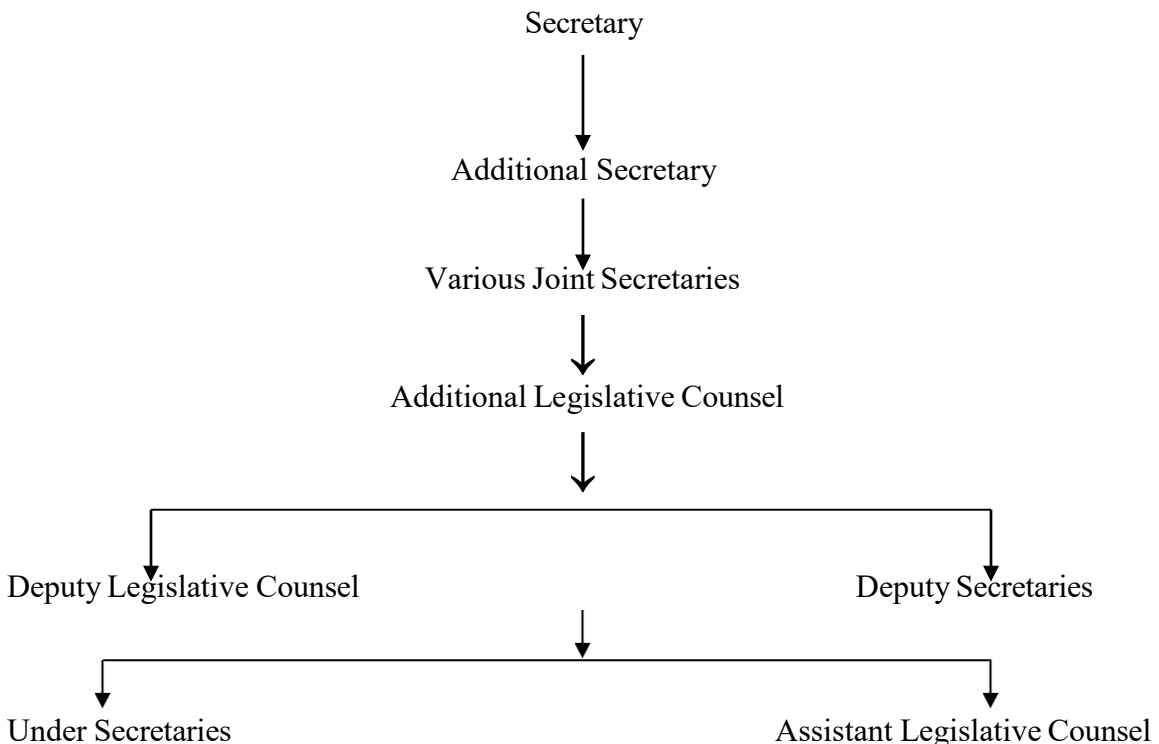 Secretary
Additional Secretary
Various Joint Secretaries
Additional Legislative Counsel
Deputy Legislative Counsel
Deputy Secretaries
Under Secretaries
Assistant Legislative Counsel